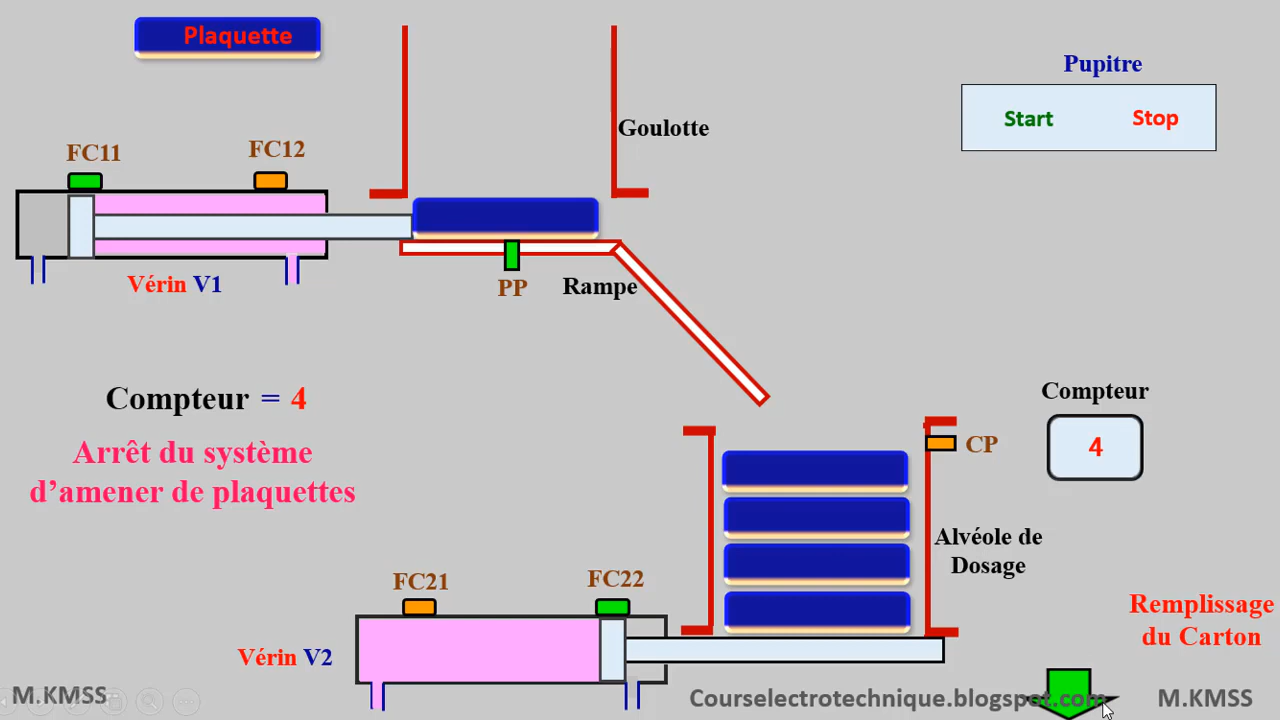 Plaquette
Pupitre
Start Stop
Goulotte
FC11
FC12
Vérin V1
PP
Rampe
Compteur = 4
Arrêt du système
d’amener de plaquettes
Compteur
4
CP
Alvéole de
Dosage
FC21
FC22
Vérin V2
Remplissage
du Carton
M.KMSS
Courselectrotechnique.blogspot.com
M.KMSS